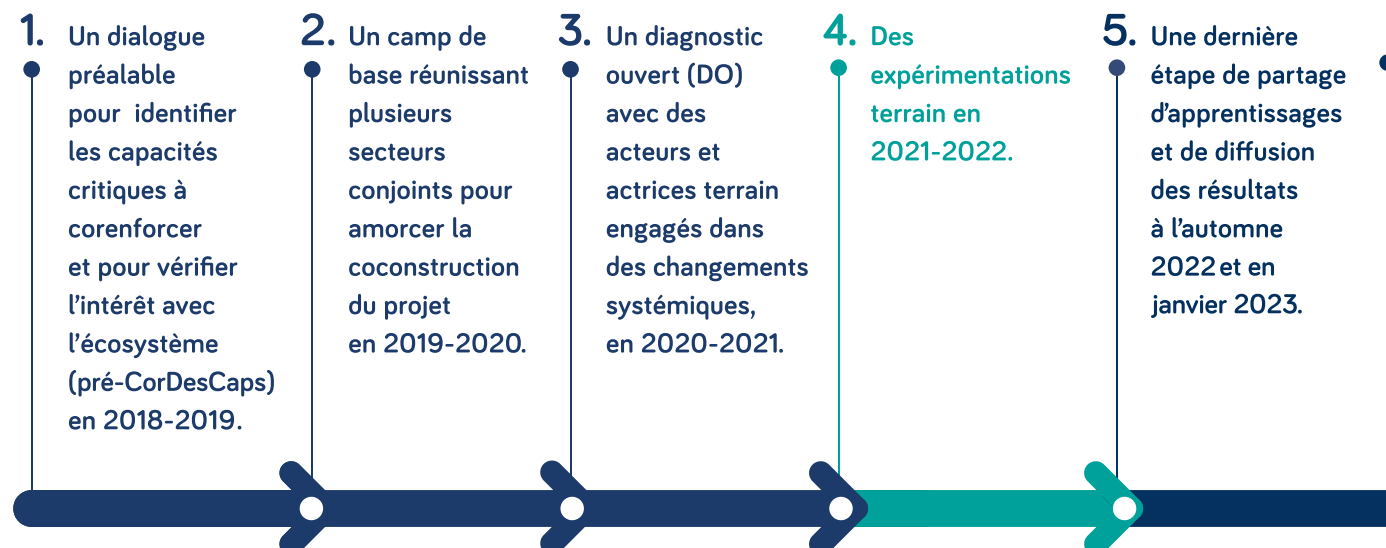 1. Un dialogue
préalable
pour identifier
les capacités
critiques à
corenforcer
et pour vérifier
l'intérêt avec
l'écosystème
(pré-CorDesCaps)
en 2018-2019.
2. Un camp de
base réunissant
plusieurs
secteurs
conjoints pour
amorcer la
coconstruction
du projet
en 2019-2020.
3. Un diagnostic
ouvert (DO)
avec des
acteurs et
actrices terrain
engagés dans
des changements
systémiques,
en 2020-2021.
4. Des
expérimentations
terrain en
2021-2022.
5. Une dernière
étape de partage
d'apprentissages
et de diffusion
des résultats
à l'automne
2022 et en
janvier 2023.